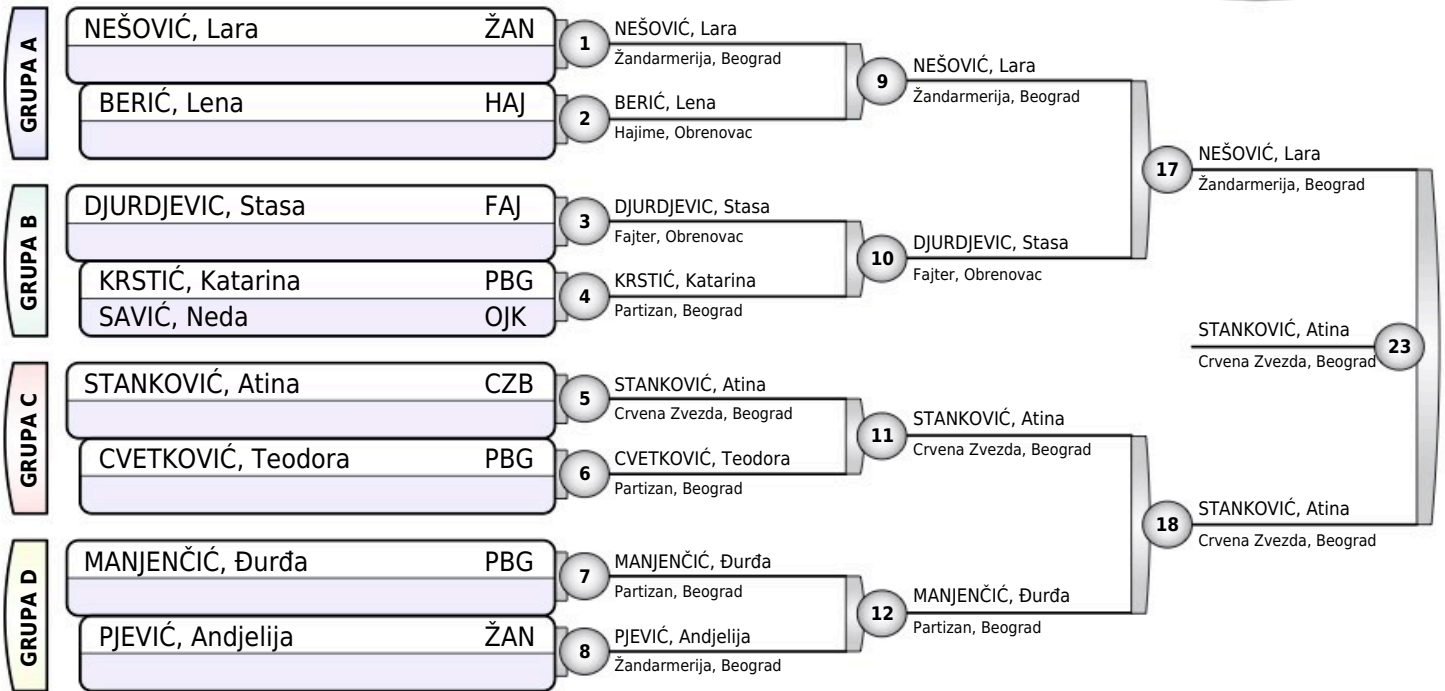 GRUPA A
NEŠOVIĆ, Lara ŽAN
BERIĆ, Lena HAJ
1
NEŠOVIĆ, Lara
Žandarmerija, Beograd
2
BERIĆ, Lena
Hajime, Obrenovac
9
NEŠOVIĆ, Lara
Žandarmerija, Beograd
GRUPA B
DJURDJEVIC, Stasa FAJ
KRSTIĆ, Katarina PBG
SAVIĆ, Neda OJK
3
DJURDJEVIC, Stasa
Fajter, Obrenovac
4
KRSTIĆ, Katarina
Partizan, Beograd
10
DJURDJEVIC, Stasa
Fajter, Obrenovac
17
NEŠOVIĆ, Lara
Žandarmerija, Beograd
GRUPA C
STANKOVIĆ, Atina CZB
CVETKOVIĆ, Teodora PBG
5
STANKOVIĆ, Atina
Crvena Zvezda, Beograd
6
CVETKOVIĆ, Teodora
Partizan, Beograd
11
STANKOVIĆ, Atina
Crvena Zvezda, Beograd
GRUPA D
MANJENČIĆ, Đurđa PBG
PJEVIĆ, Andjelija ŽAN
7
MANJENČIĆ, Đurđa
Partizan, Beograd
8
PJEVIĆ, Andjelija
Žandarmerija, Beograd
12
MANJENČIĆ, Đurđa
Partizan, Beograd
18
STANKOVIĆ, Atina
Crvena Zvezda, Beograd
STANKOVIĆ, Atina
Crvena Zvezda, Beograd
23